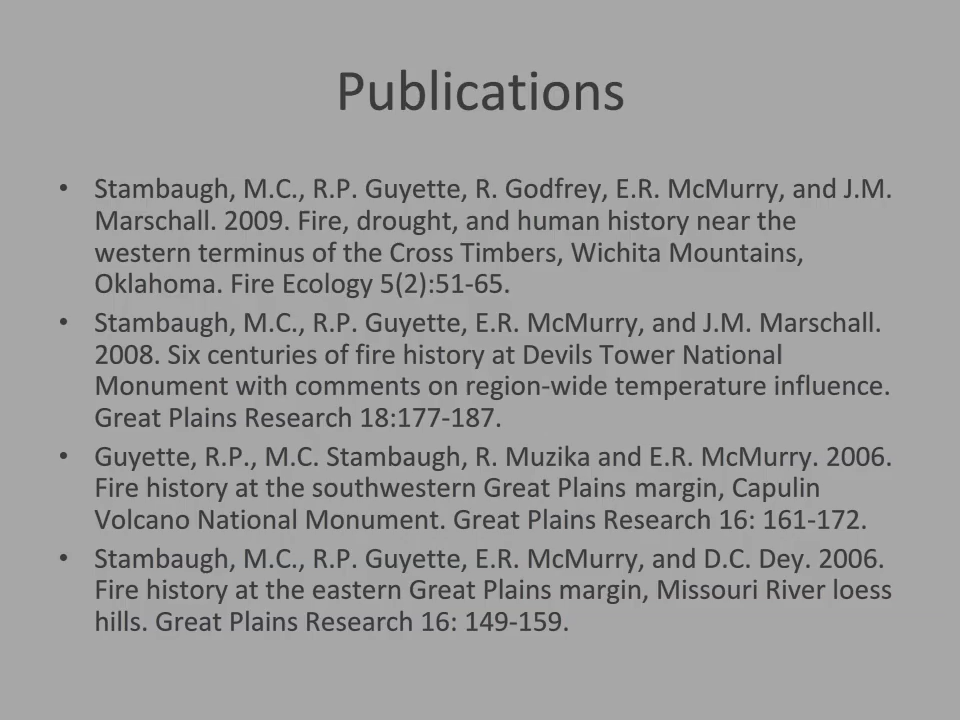 Publications
• Stambaugh, M.C., R.P. Guyette, R. Godfrey, E.R. McMurry, and J.M.
Marschall. 2009. Fire, drought, and human history near the
western terminus of the Cross Timbers, Wichita Mountains,
Oklahoma. Fire Ecology 5(2):51-65.
• Stambaugh, M.C., R.P. Guyette, E.R. McMurry, and J.M. Marschall.
2008. Six centuries of fire history at Devils Tower National
Monument with comments on region-wide temperature influence.
Great Plains Research 18:177-187.
• Guyette, R.P., M.C. Stambaugh, R. Muzika and E.R. McMurry. 2006.
Fire history at the southwestern Great Plains margin, Capulin
Volcano National Monument. Great Plains Research 16: 161-172.
• Stambaugh, M.C., R.P. Guyette, E.R. McMurry, and D.C. Dey. 2006.
Fire history at the eastern Great Plains margin, Missouri River loess
hills. Great Plains Research 16: 149-159.